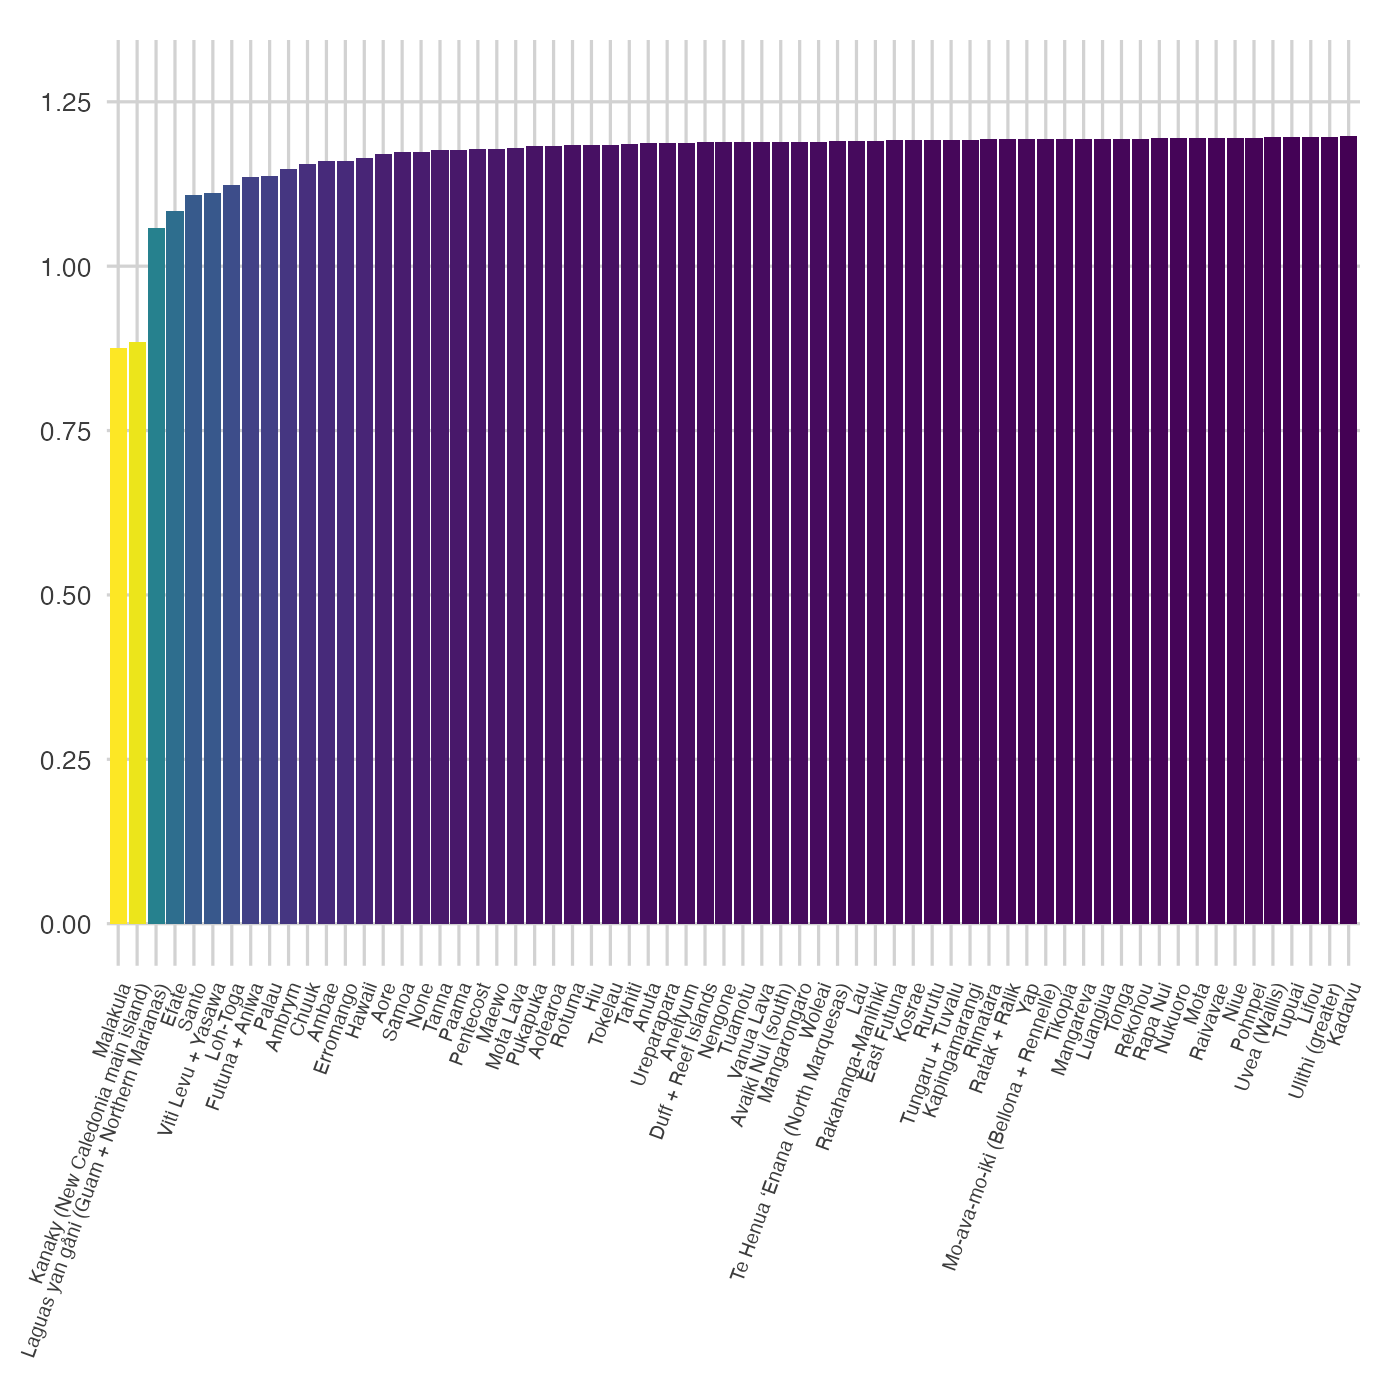 1.25
1.00
0.75
0.50
0.25
0.00
Malakula
Kanaky (New Caledonia main island)
Laguas yan gåni (Guam + Northern Marianas)
Efate
Santo
Viti Levu + Yasawa
Loh-Toga
Futuna + Aniwa
Palau
Ambrym
Chuuk
Ambae
Erromango
Hawaii
Aore
Samoa
None
Tanna
Paama
Pentecost
Maewo
Mota Lava
Pukapuka
Aotearoa
Rotuma
Hiu
Tokelau
Tahiti
Anuta
Ureparapara
Aneityum
Duff + Reef Islands
Nengone
Tuamotu
Vanua Lava
Avaiki Nui (south)
Mangarongaro
Woleai
Te Henua ‘Enana (North Marquesas)
Lau
Rakahanga-Manihiki
East Futuna
Kosrae
Rurutu
Tungaru + Tuvalu
Kapingamarangi
Rimatara
Ratak + Ralik
Yap
Mo-ava-mo-iki (Bellona + Rennelle)
Tikopia
Mangareva
Luangiua
Tonga
Rekohou
Rapa Nui
Nukuoro
Mota
Raivavae
Niue
Pohnpei
Uvea (Wallis)
Tupuai
Lifou
Ulithi (greater)
Kadavu